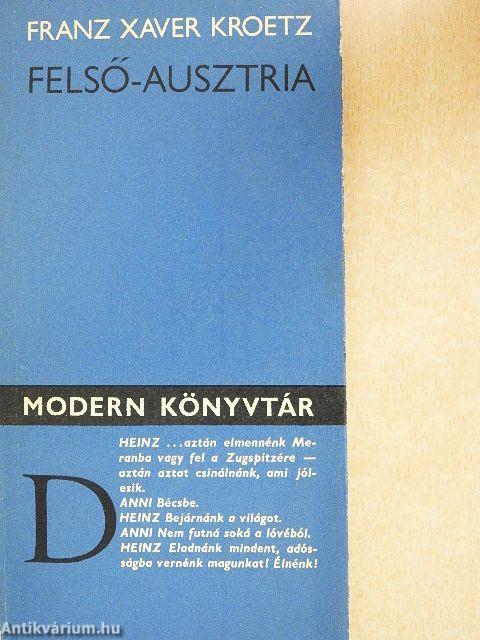 FRANZ XAVER KROETZ
FELSŐ-AUSZTRIA
MODERN KÖNYVTÁR
D
HEINZ ...aztán elmennénk Me-
ranba vagy fel a Zugspitzére —
aztán aztat csinálnánk, ami jól-
esik.
ANNI Bécsbe.
HEINZ Bejárnánk a világot.
ANNI Nem futná soká a lóvéból.
HEINZ Eladnánk mindent, adós-
ságba vernénk magunkat! Élnénk!
Antikvárium.hu